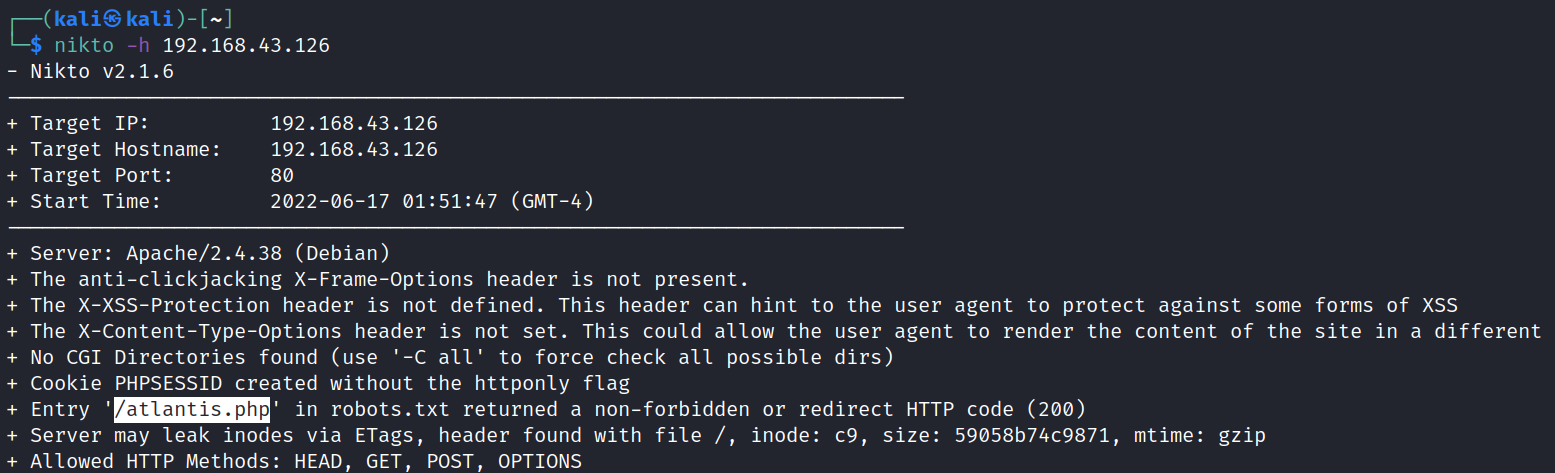 ┌──(kali㉿kali)-[~]
└─$ nikto -h 192.168.43.126
- Nikto v2.1.6
---------------------------------------------------------------------------
+ Target IP:          192.168.43.126
+ Target Hostname:    192.168.43.126
+ Target Port:        80
+ Start Time:         2022-06-17 01:51:47 (GMT-4)
---------------------------------------------------------------------------
+ Server: Apache/2.4.38 (Debian)
+ The anti-clickjacking X-Frame-Options header is not present.
+ The X-XSS-Protection header is not defined. This header can hint to the user agent to protect against some forms of XSS
+ The X-Content-Type-Options header is not set. This could allow the user agent to render the content of the site in a different
+ No CGI Directories found (use '-C all' to force check all possible dirs)
+ Cookie PHPSESSID created without the httponly flag
+ Entry '/atlantis.php' in robots.txt returned a non-forbidden or redirect HTTP code (200)
+ Server may leak inodes via ETags, header found with file /, inode: c9, size: 59058b74c9871, mtime: gzip
+ Allowed HTTP Methods: HEAD, GET, POST, OPTIONS